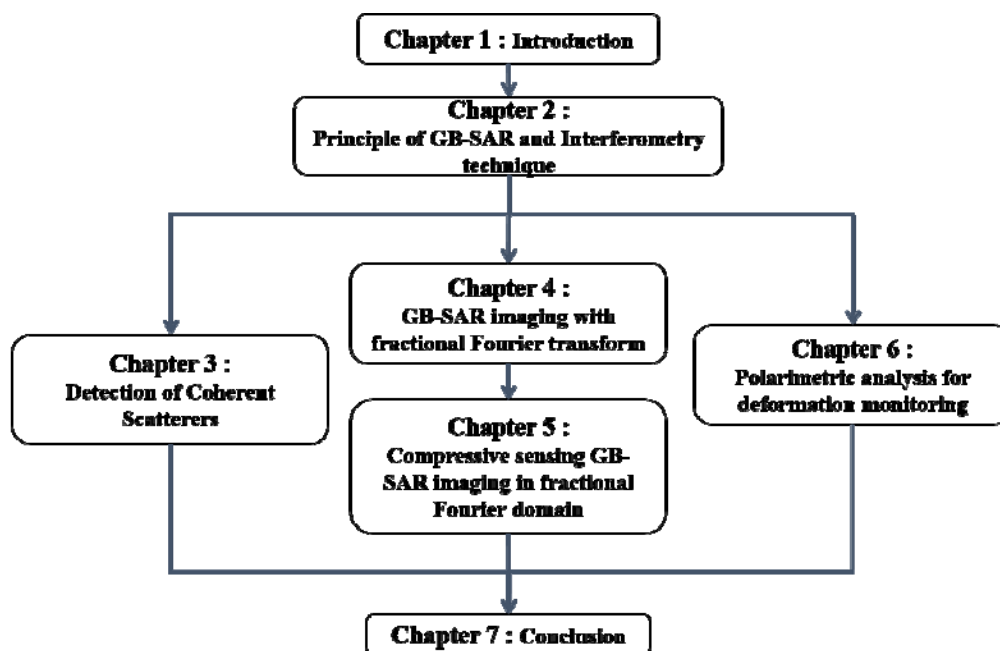 Chapter 1 : Introduction
Chapter 2 :
Principle of GB-SAR and Interferometry
technique
Chapter 4 :
GB-SAR imaging with
fractional Fourier transform
Chapter 3 :
Detection of Coherent
Scatterers
Chapter 6 :
Polarimetric analysis for
deformation monitoring
Chapter 5 :
Compressive sensing GB-
SAR imaging in fractional
Fourier domain
Chapter 7 : Conclusion